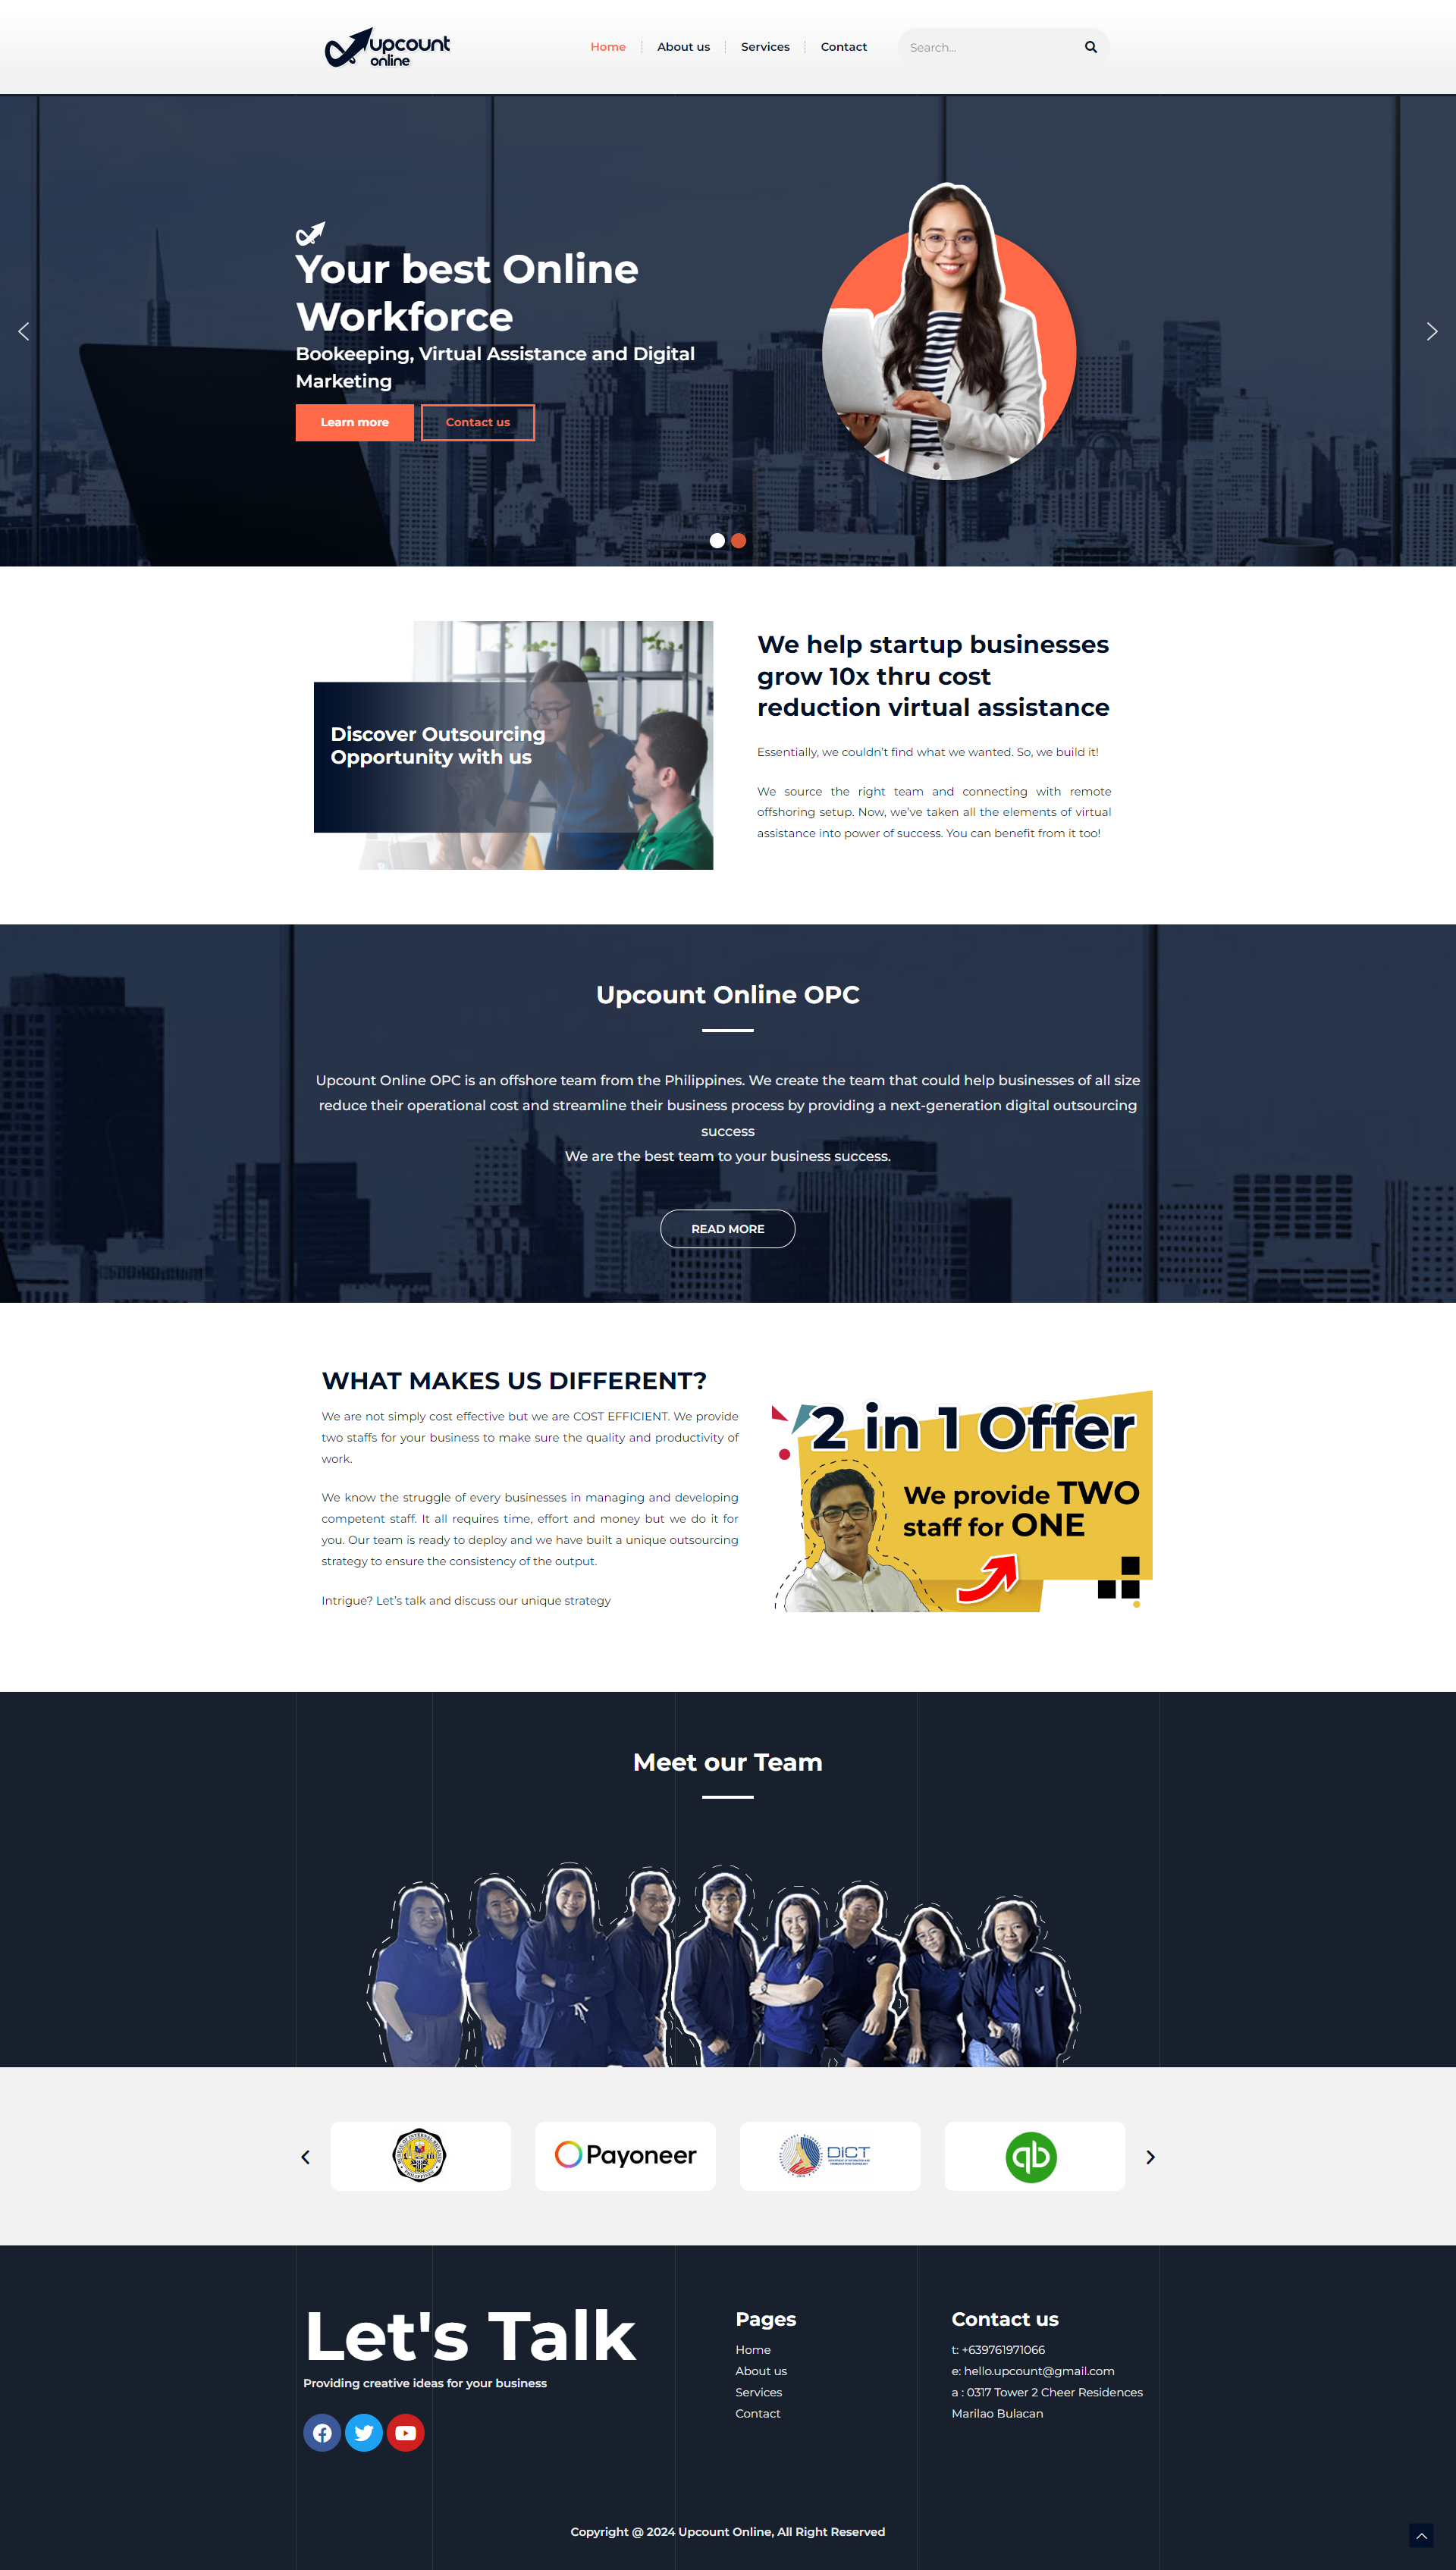 upcount
online
Home
About us
Services
Contact
Search...
Your best Online
Workforce
Bookeeping, Virtual Assistance and Digital
Marketing
Learn more
Contact us
Discover Outsourcing
Opportunity with us
We help startup businesses
grow 10x thru cost
reduction virtual assistance
Essentially, we couldn't find what we wanted. So, we build it!
We source the right team and connecting with remote
offshoring setup. Now, we've taken all the elements of virtual
assistance into power of success. You can benefit from it too!
Upcount Online OPC
Upcount Online OPC is an offshore team from the Philippines. We create the team that could help businesses of all size
reduce their operational cost and streamline their business process by providing a next-generation digital outsourcing
success
We are the best team to your business success.
READ MORE
WHAT MAKES US DIFFERENT?
We are not simply cost effective but we are COST EFFICIENT. We provide
two staffs for your business to make sure the quality and productivity of
work.
We know the struggle of every businesses in managing and developing
competent staff. It all requires time, effort and money but we do it for
you. Our team is ready to deploy and we have built a unique outsourcing
strategy to ensure the consistency of the output.
Intrigue? Let's talk and discuss our unique strategy
2 in 1 Offer
We provide TWO
staff for ONE
Meet our Team
Payoneer
DICT
qb
Let's Talk
Providing creative ideas for your business
Pages
Home
About us
Services
Contact
Contact us
t: +639761971066
e: hello.upcount@gmail.com
a : 0317 Tower 2 Cheer Residences
Marilao Bulacan
Copyright @ 2024 Upcount Online, All Right Reserved